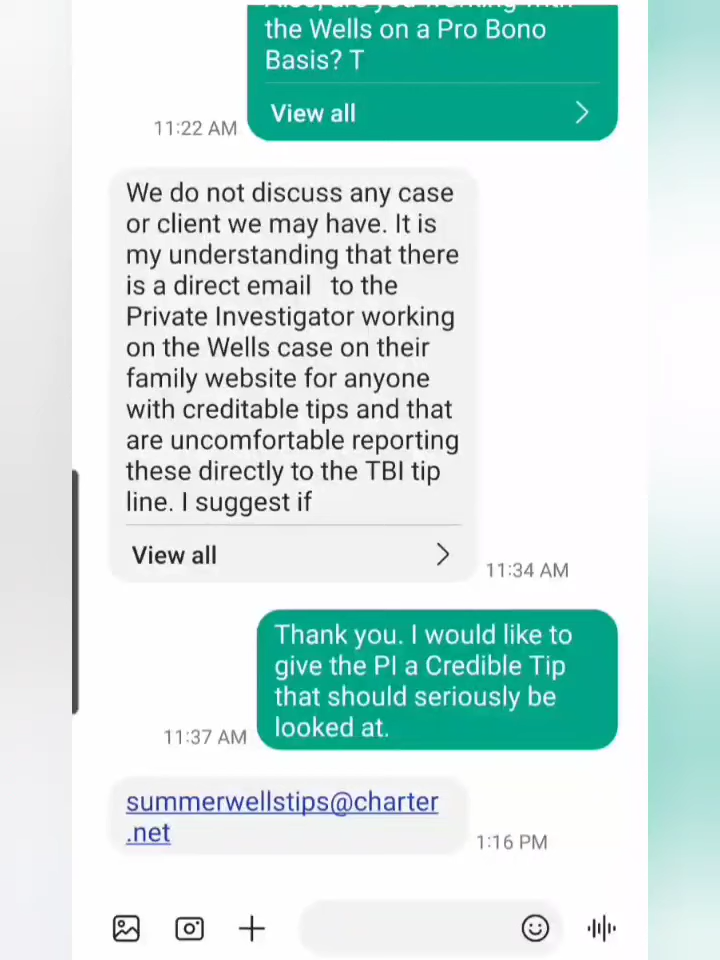 the Wells on a Pro Bono
Basis? T
View all
11:22 AM
We do not discuss any case
or client we may have. It is
my understanding that there
is a direct email to the
Private Investigator working
on the Wells case on their
family website for anyone
with creditable tips and that
are uncomfortable reporting
these directly to the TBI tip
line. I suggest if
View all
11:34 AM
Thank you. I would like to
give the PI a Credible Tip
that should seriously be
looked at.
11:37 AM
summerwellstips@charter
.net
1:16 PM